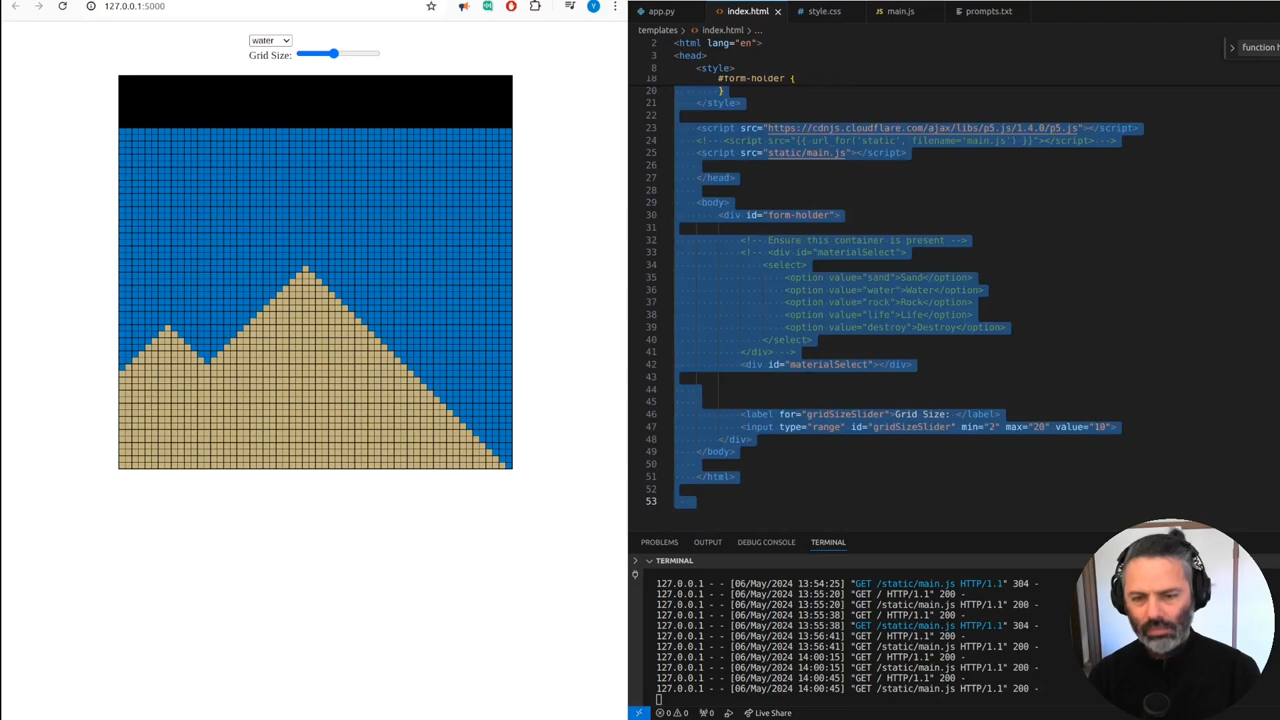 127.0.0.1:5000
water
Grid Size:
app.py
index.html
style.css
main.js
prompts.txt
templates > index.html > ...
function h
2 <html lang="en">
3 <head>
8 <style>
18 #form-holder {
20 }
21 </style>
22
23 <script src="https://cdnjs.cloudflare.com/ajax/libs/p5.js/1.4.0/p5.js"></script>
24 <!-- <script src="{{ url_for('static', filename='main.js') }}"></script> -->
25 <script src="static/main.js"></script>
26
27 </head>
28
29 <body>
30 <div id="form-holder">
31
32 <!-- Ensure this container is present -->
33 <!-- <div id="materialSelect">
34 <select>
35 <option value="sand">Sand</option>
36 <option value="water">Water</option>
37 <option value="rock">Rock</option>
38 <option value="life">Life</option>
39 <option value="destroy">Destroy</option>
40 </select>
41 </div> -->
42 <div id="materialSelect"></div>
43
44
45
46 <label for="gridSizeSlider">Grid Size: </label>
47 <input type="range" id="gridSizeSlider" min="2" max="20" value="10">
48 </div>
49 </body>
50
51 </html>
52
53
PROBLEMS OUTPUT DEBUG CONSOLE TERMINAL
TERMINAL
127.0.0.1 - - [06/May/2024 13:54:25] "GET /static/main.js HTTP/1.1" 304 -
127.0.0.1 - - [06/May/2024 13:55:20] "GET / HTTP/1.1" 200 -
127.0.0.1 - - [06/May/2024 13:55:20] "GET /static/main.js HTTP/1.1" 200 -
127.0.0.1 - - [06/May/2024 13:55:38] "GET / HTTP/1.1" 200 -
127.0.0.1 - - [06/May/2024 13:55:38] "GET /static/main.js HTTP/1.1" 304 -
127.0.0.1 - - [06/May/2024 13:56:41] "GET / HTTP/1.1" 200 -
127.0.0.1 - - [06/May/2024 13:56:41] "GET /static/main.js HTTP/1.1" 200 -
127.0.0.1 - - [06/May/2024 14:00:15] "GET / HTTP/1.1" 200 -
127.0.0.1 - - [06/May/2024 14:00:15] "GET /static/main.js HTTP/1.1" 200 -
127.0.0.1 - - [06/May/2024 14:00:45] "GET / HTTP/1.1" 200 -
127.0.0.1 - - [06/May/2024 14:00:45] "GET /static/main.js HTTP/1.1" 200 -
0 0 0 Live Share